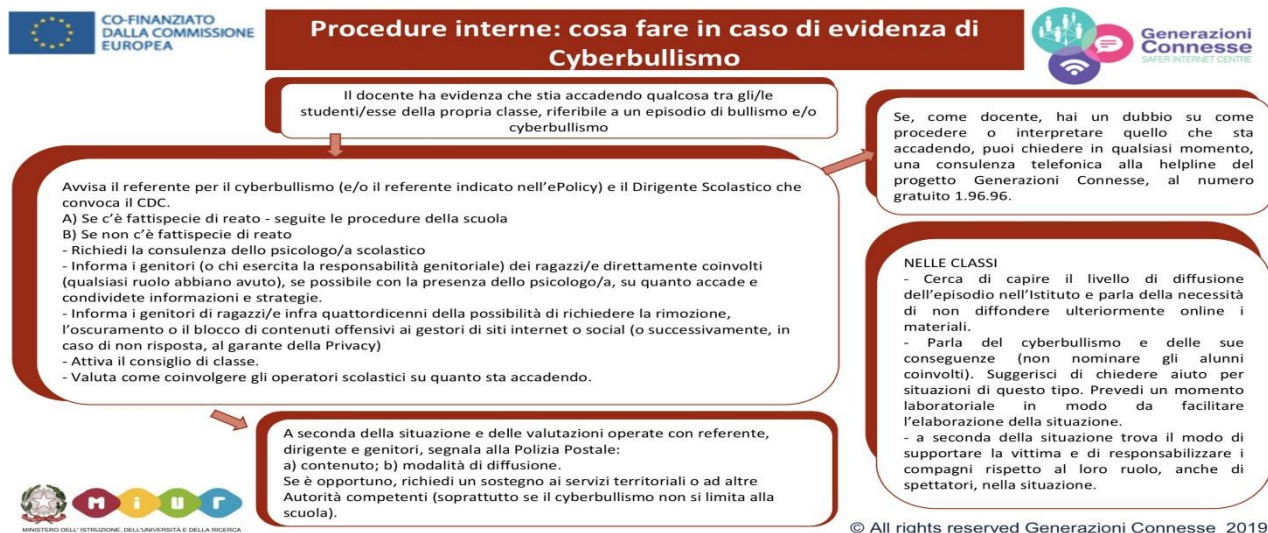 CO-FINANZIATO
DALLA COMMISSIONE
EUROPEA
Procedure interne: cosa fare in caso di evidenza di
Cyberbullismo
Generazioni
Connesse
SAFER INTERNET CENTRE
Il docente ha evidenza che stia accadendo qualcosa tra gli/le
studenti/esse della propria classe, riferibile a un episodio di bullismo e/o
cyberbullismo
Avvisa il referente per il cyberbullismo (e/o il referente indicato nell'ePolicy) e il Dirigente Scolastico che
convoca il CDC.
A) Se c'è fattispecie di reato - seguite le procedure della scuola
B) Se non c'è fattispecie di reato
- Richiedi la consulenza dello psicologo/a scolastico
- Informa i genitori (o chi esercita la responsabilità genitoriale) dei ragazzi/e direttamente coinvolti
(qualsiasi ruolo abbiano avuto), se possibile con la presenza dello psicologo/a, su quanto accade e
condividete informazioni e strategie.
- Informa i genitori di ragazzi/e infra quattordicenni della possibilità di richiedere la rimozione,
l'oscuramento o il blocco di contenuti offensivi ai gestori di siti internet o social (o successivamente, in
caso di non risposta, al garante della Privacy)
- Attiva il consiglio di classe.
- Valuta come coinvolgere gli operatori scolastici su quanto sta accadendo.
Se, come docente, hai un dubbio su come
procedere o interpretare quello che sta
accadendo, puoi chiedere in qualsiasi momento,
una consulenza telefonica alla helpline del
progetto Generazioni Connesse, al numero
gratuito 1.96.96.
NELLE CLASSI
- Cerca di capire il livello di diffusione
dell'episodio nell'Istituto e parla della necessità
di non diffondere ulteriormente online i
materiali.
- Parla del cyberbullismo e delle sue
conseguenze (non nominare gli alunni
coinvolti). Suggerisci di chiedere aiuto per
situazioni di questo tipo. Prevedi un momento
laboratoriale in modo da facilitare
l'elaborazione della situazione.
- a seconda della situazione trova il modo di
supportare la vittima e di responsabilizzare i
compagni rispetto al loro ruolo, anche di
spettatori, nella situazione.
A seconda della situazione e delle valutazioni operate con referente,
dirigente e genitori, segnala alla Polizia Postale:
a) contenuto; b) modalità di diffusione.
Se è opportuno, richiedi un sostegno ai servizi territoriali o ad altre
Autorità competenti (soprattutto se il cyberbullismo non si limita alla
scuola).
miur
MINISTERO DELL'ISTRUZIONE, DELL'UNIVERSITÀ E DELLA RICERCA
© All rights reserved Generazioni Connesse 2019